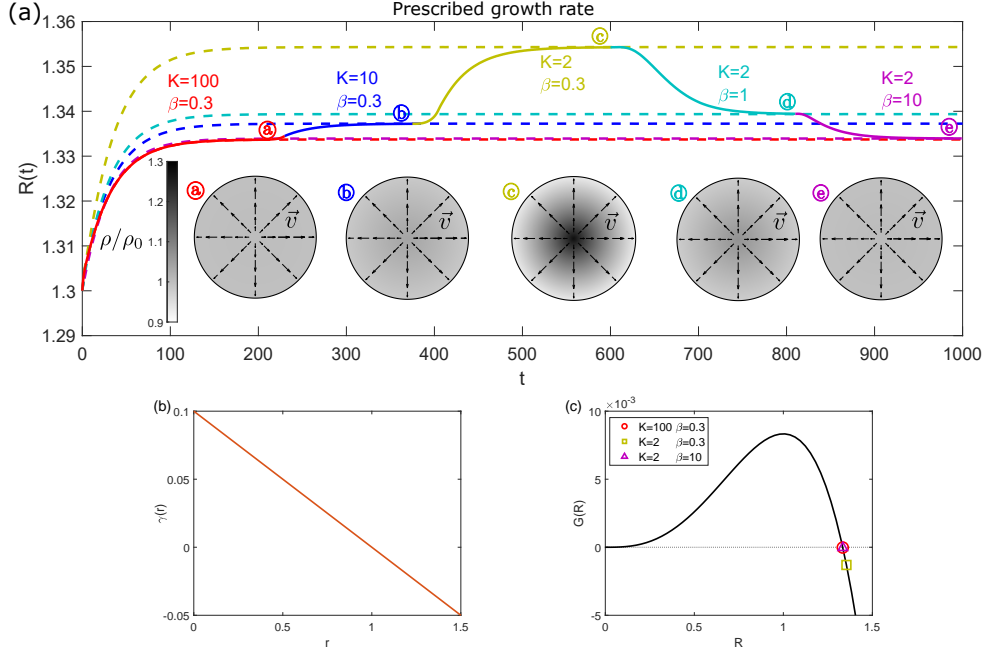 (a)
Prescribed growth rate
1.36
1.35
1.34
1.33
1.32
1.31
1.3
1.29
R(t)
K=100
β=0.3
K=10
β=0.3
K=2
β=0.3
K=2
β=1
K=2
β=10
a
b
c
d
e
1.3
1.2
1.1
1
0.9
ρ/ρ₀
a
b
c
d
e
v⃗
v⃗
v⃗
v⃗
v⃗
0 100 200 300 400 500 600 700 800 900 1000
t
(b)
0.1
0.05
0
-0.05
γ(r)
0 0.5 1 1.5
r
(c)
×10⁻³
10
5
0
-5
G(R)
K=100 β=0.3
K=2 β=0.3
K=2 β=10
0 0.5 1 1.5
R